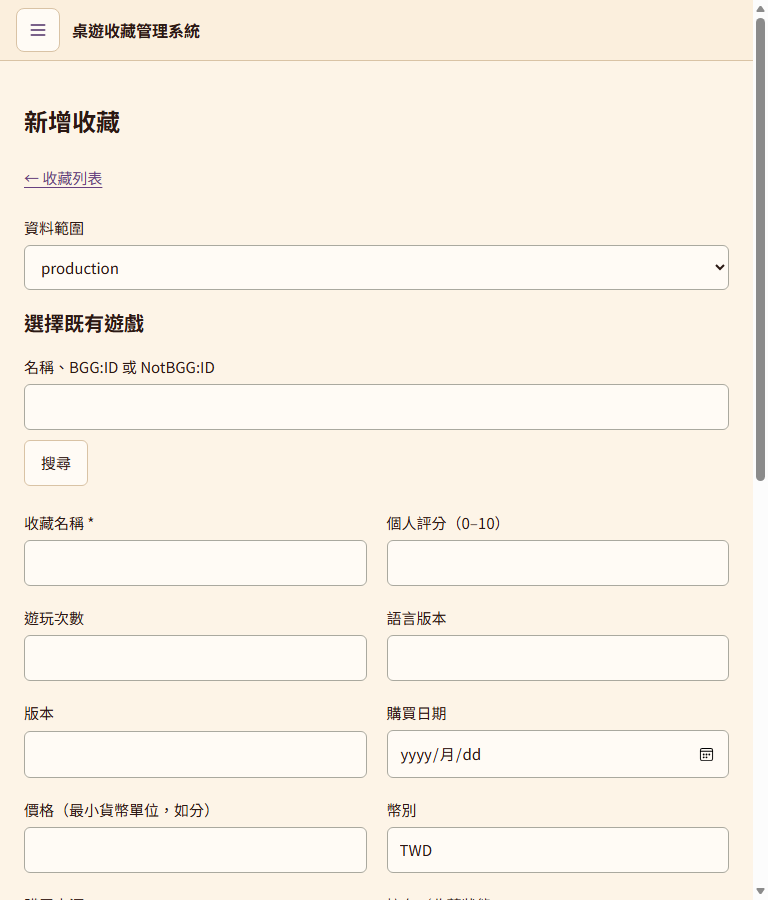 桌遊收藏管理系統
新增收藏
← 收藏列表
資料範圍
production
選擇既有遊戲
名稱、BGG:ID 或 NotBGG:ID
搜尋
收藏名稱 *
個人評分（0–10）
遊玩次數
語言版本
版本
購買日期
yyyy/月/dd
價格（最小貨幣單位，如分）
幣別
TWD